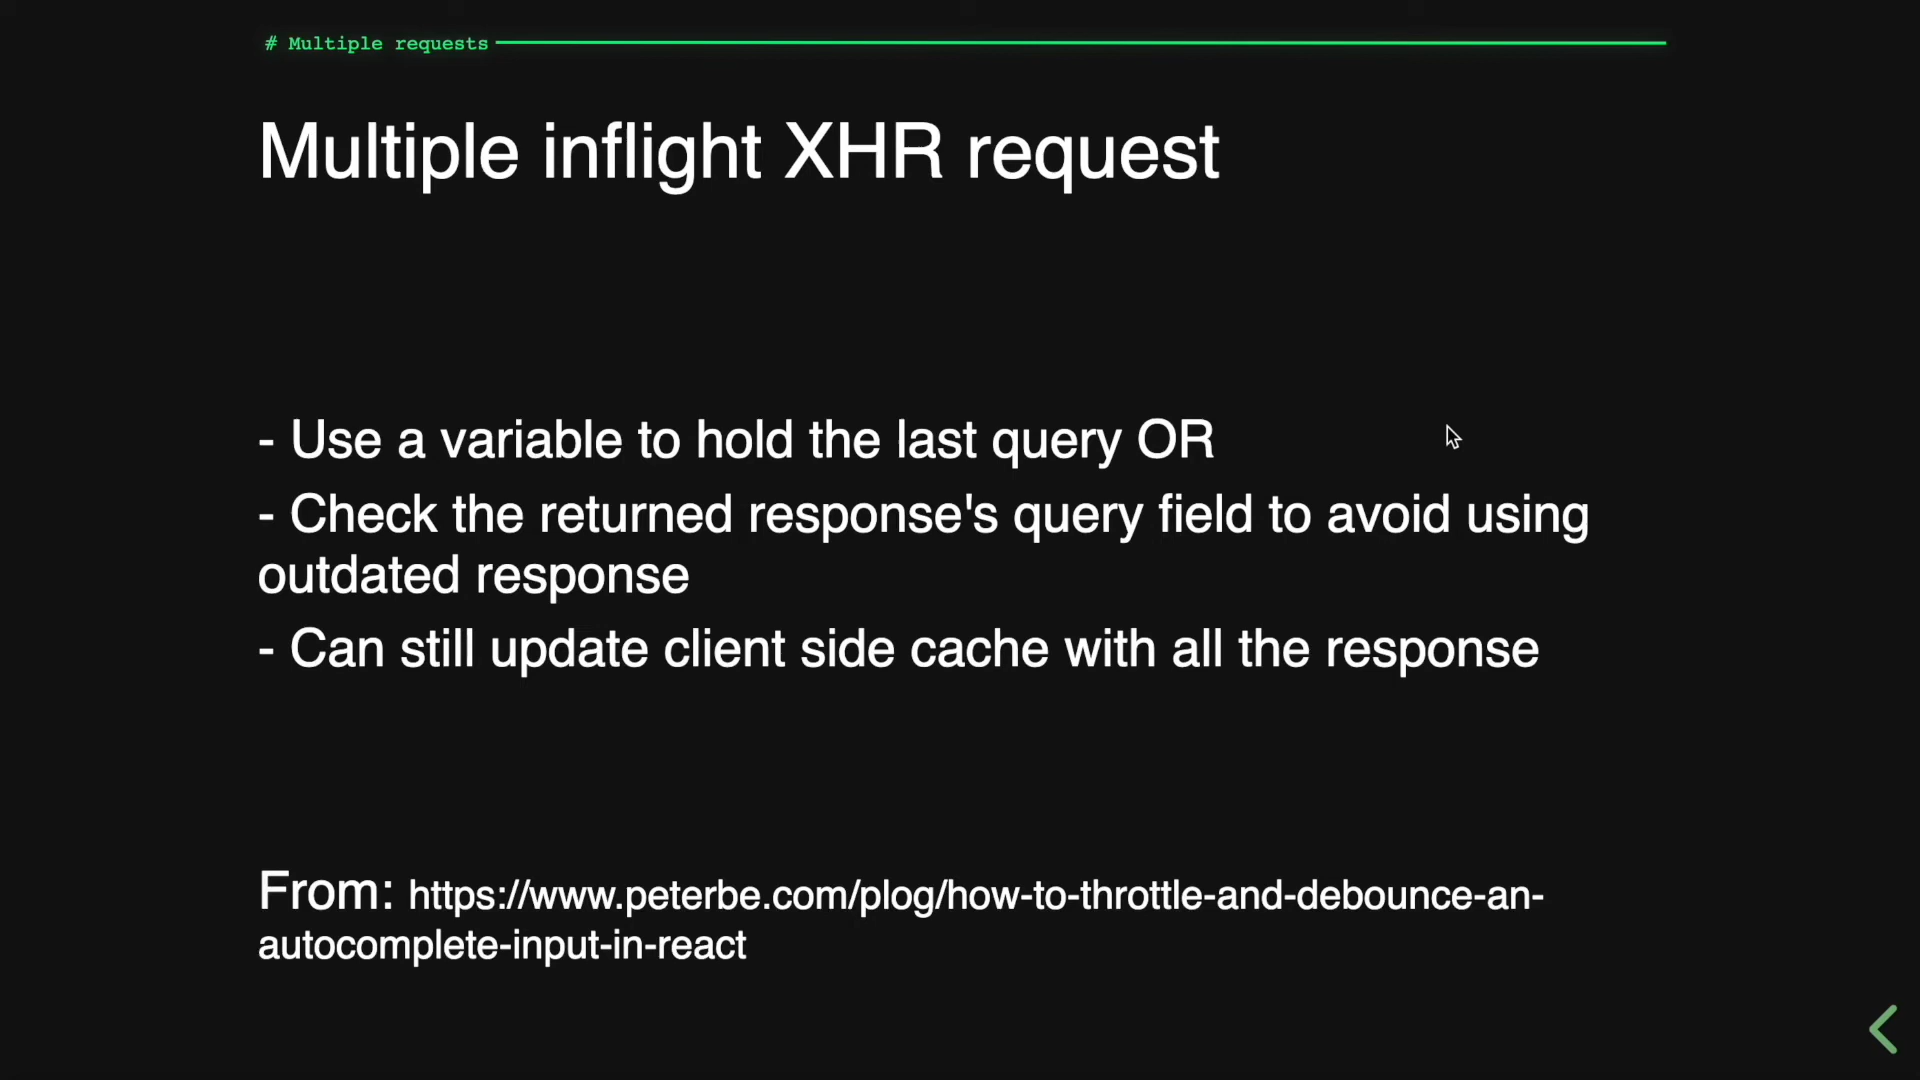 # Multiple requests
Multiple inflight XHR request
- Use a variable to hold the last query OR
- Check the returned response's query field to avoid using
outdated response
- Can still update client side cache with all the response
From: https://www.peterbe.com/plog/how-to-throttle-and-debounce-an-
autocomplete-input-in-react